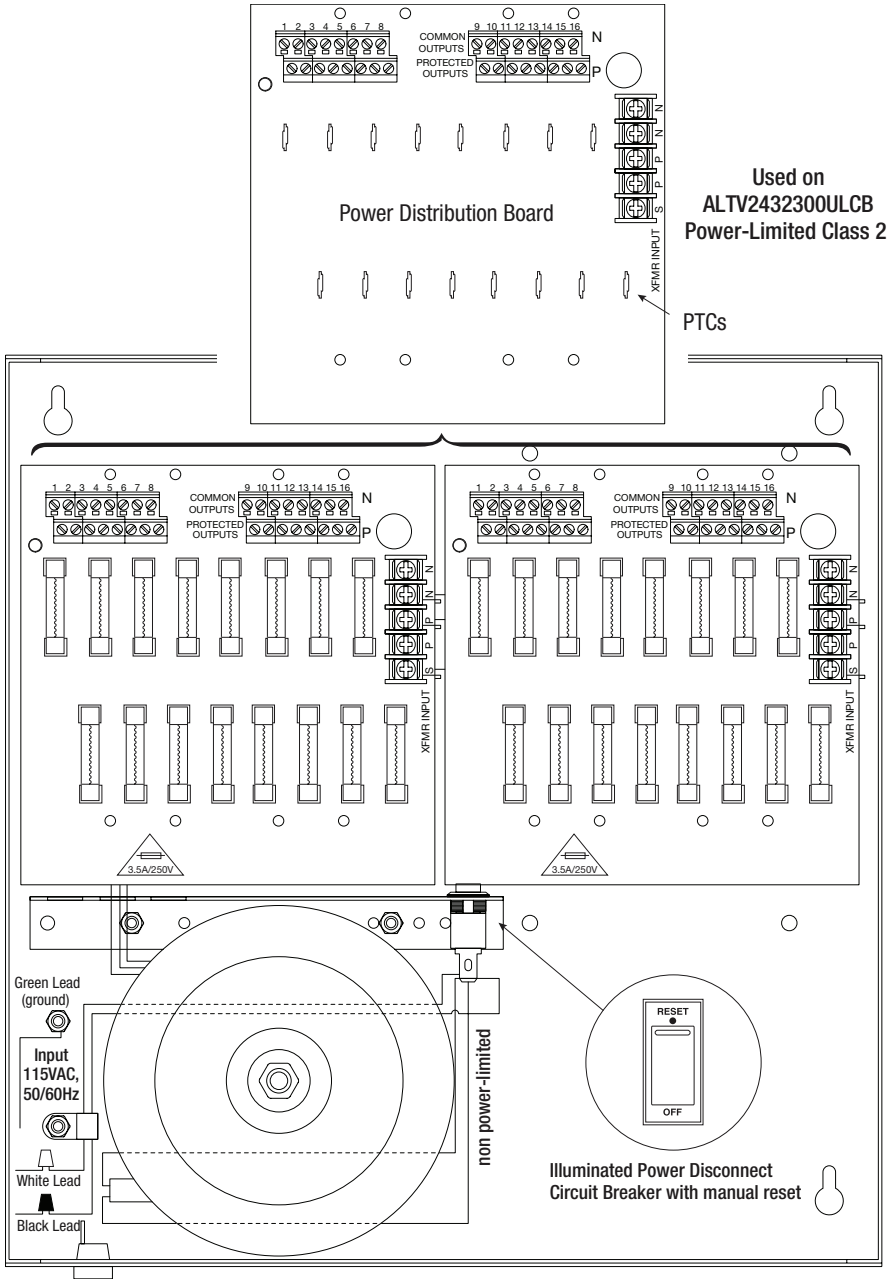 1 2 3 4 5 6 7 8
9 10 11 12 13 14 15 16
COMMON
OUTPUTS
N
PROTECTED
OUTPUTS
P
N
N
P
P
S
XFMR INPUT
Used on
ALTV2432300ULCB
Power-Limited Class 2
Power Distribution Board
PTCs
1 2 3 4 5 6 7 8
9 10 11 12 13 14 15 16
COMMON
OUTPUTS
N
PROTECTED
OUTPUTS
P
N
N
P
P
S
XFMR INPUT
3.5A/250V
1 2 3 4 5 6 7 8
9 10 11 12 13 14 15 16
COMMON
OUTPUTS
N
PROTECTED
OUTPUTS
P
N
N
P
P
S
XFMR INPUT
3.5A/250V
Green Lead
(ground)
Input
115VAC,
50/60Hz
White Lead
Black Lead
non power-limited
RESET
OFF
Illuminated Power Disconnect
Circuit Breaker with manual reset